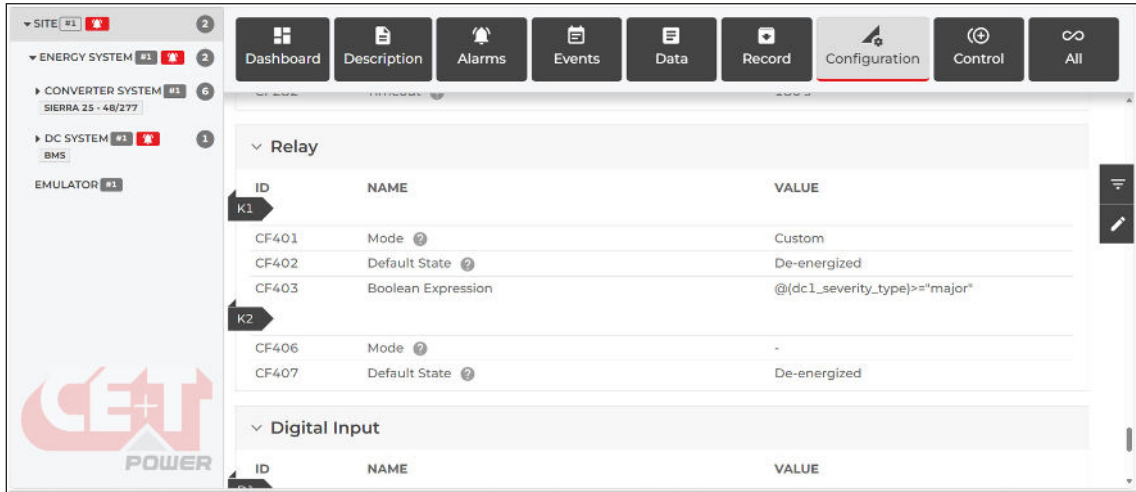 SITE #1 2
ENERGY SYSTEM #1 2
CONVERTER SYSTEM #1 6
SIERRA 25 - 48/277
DC SYSTEM #1 1
BMS
EMULATOR #1
CE+T
POWER
Dashboard Description Alarms Events Data Record Configuration Control All
Relay
ID NAME VALUE
K1
CF401 Mode ? Custom
CF402 Default State ? De-energized
CF403 Boolean Expression @(dc1_severity_type)>="major"
K2
CF406 Mode ? -
CF407 Default State ? De-energized
Digital Input
ID NAME VALUE